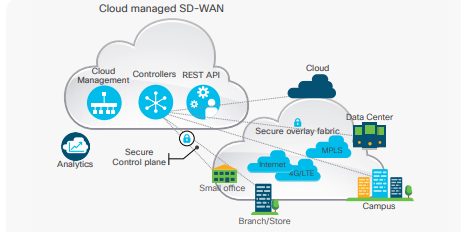 Cloud managed SD-WAN
Cloud
Management
Controllers
REST API
Cloud
Data Center
Secure overlay fabric
MPLS
Internet
4G/LTE
Secure
Control plane
Analytics
Small office
Campus
Branch/Store